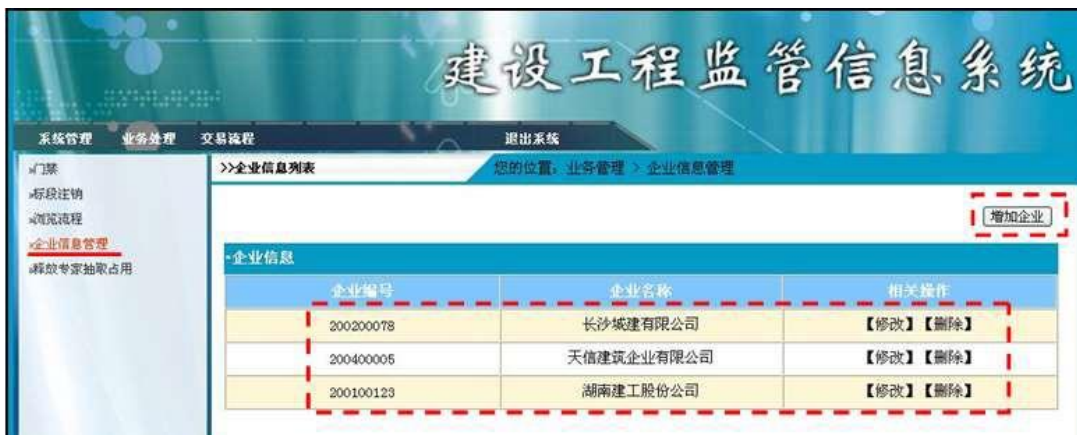 建设工程监管信息系统
系统管理 业务处理 交易流程 退出系统
»门禁
»标段注销
»浏览流程
»企业信息管理
»释放专家抽取占用
>>企业信息列表 您的位置：业务管理 > 企业信息管理
增加企业
·企业信息
企业编号 企业名称 相关操作
200200078 长沙城建有限公司 【修改】【删除】
200400005 天信建筑企业有限公司 【修改】【删除】
200100123 湖南建工股份公司 【修改】【删除】